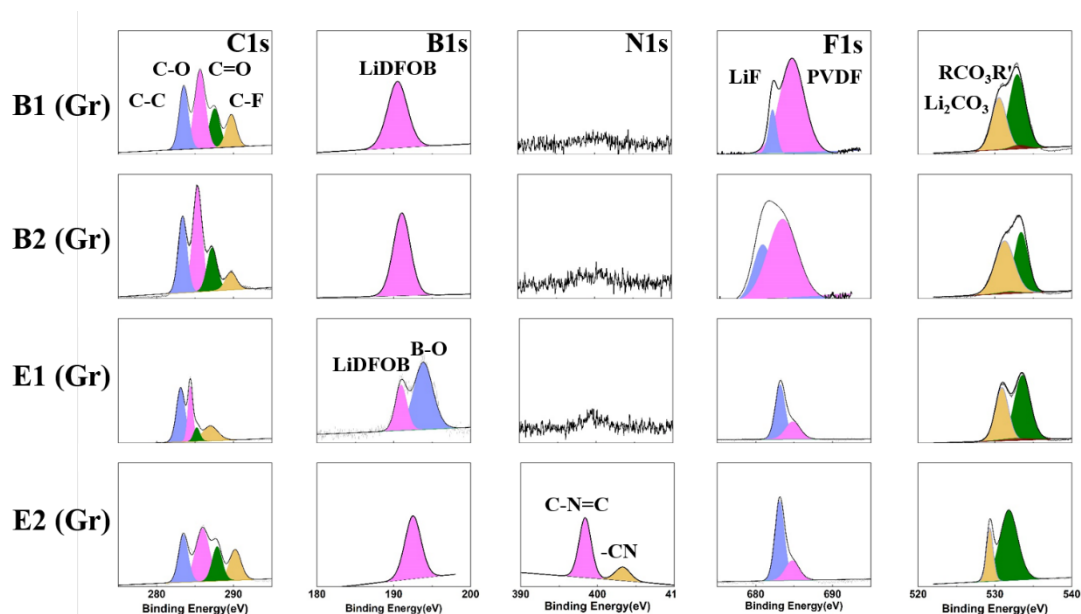 C1s B1s N1s F1s
B1 (Gr)
C-O C=O
C-C C-F
LiDFOB
LiF PVDF
RCO₃R'
Li₂CO₃
B2 (Gr)
E1 (Gr)
B-O
LiDFOB
E2 (Gr)
C-N=C
-CN
280 290
190 200
390 400 41
680 690
520 530 540
Binding Energy(eV) Binding Energy(eV) Binding Energy(eV) Binding Energy(eV) Binding Energy(eV)